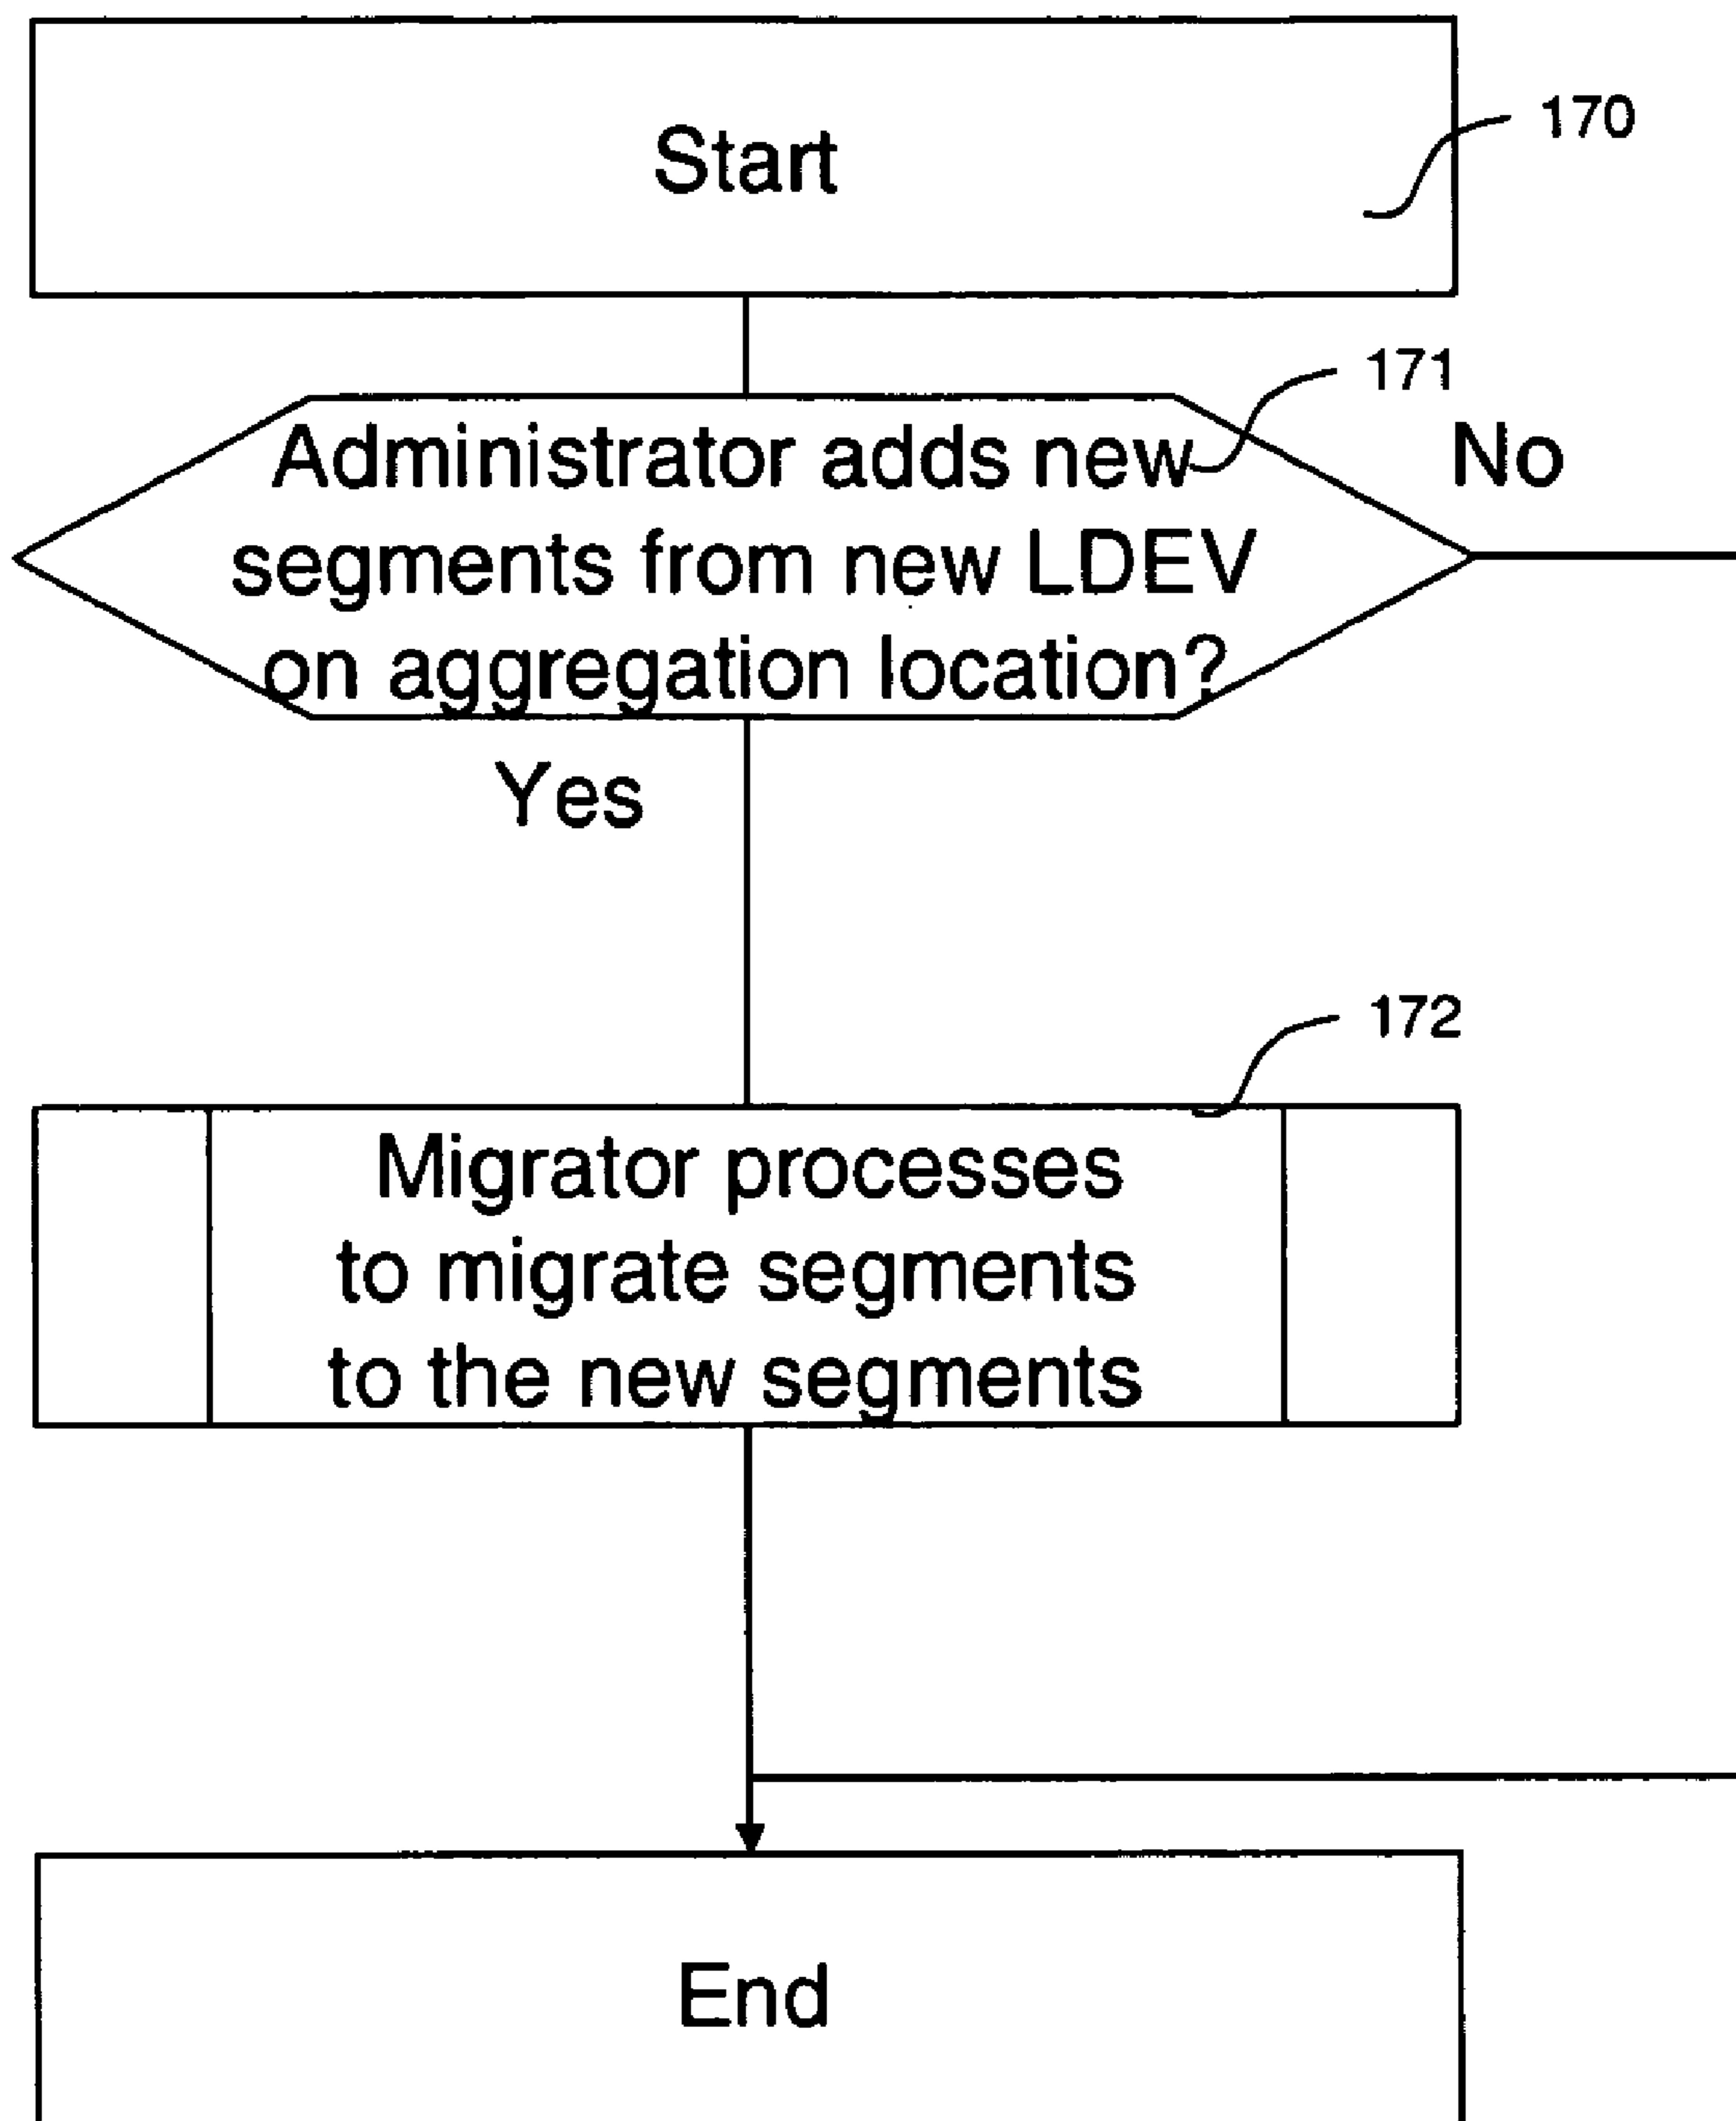 Start
170
171
Administrator adds new
segments from new LDEV
on aggregation location?
No
Yes
172
Migrator processes
to migrate segments
to the new segments
End